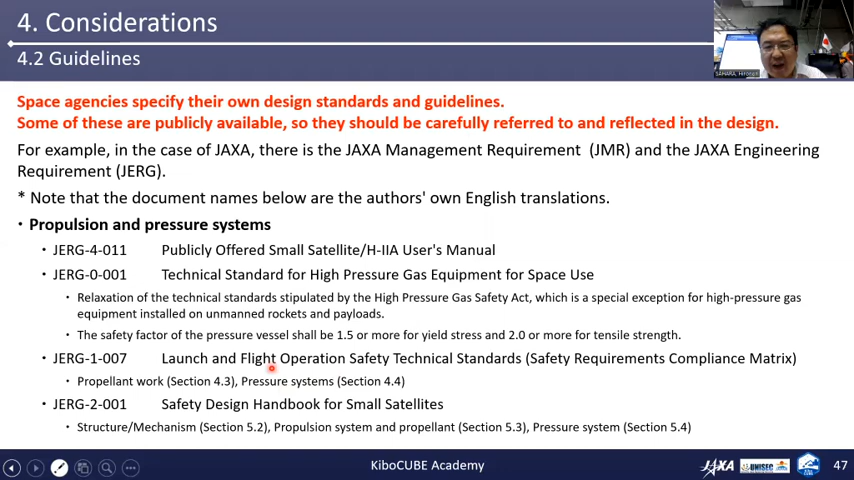 4. Considerations
4.2 Guidelines
SAHARA, Hironori
Space agencies specify their own design standards and guidelines.
Some of these are publicly available, so they should be carefully referred to and reflected in the design.
For example, in the case of JAXA, there is the JAXA Management Requirement (JMR) and the JAXA Engineering
Requirement (JERG).
* Note that the document names below are the authors' own English translations.
・ Propulsion and pressure systems
• JERG-4-011 Publicly Offered Small Satellite/H-IIA User's Manual
• JERG-0-001 Technical Standard for High Pressure Gas Equipment for Space Use
• Relaxation of the technical standards stipulated by the High Pressure Gas Safety Act, which is a special exception for high-pressure gas
equipment installed on unmanned rockets and payloads.
• The safety factor of the pressure vessel shall be 1.5 or more for yield stress and 2.0 or more for tensile strength.
• JERG-1-007 Launch and Flight Operation Safety Technical Standards (Safety Requirements Compliance Matrix)
• Propellant work (Section 4.3), Pressure systems (Section 4.4)
• JERG-2-001 Safety Design Handbook for Small Satellites
• Structure/Mechanism (Section 5.2), Propulsion system and propellant (Section 5.3), Pressure system (Section 5.4)
KiboCUBE Academy
JAXA
UNISEC
47